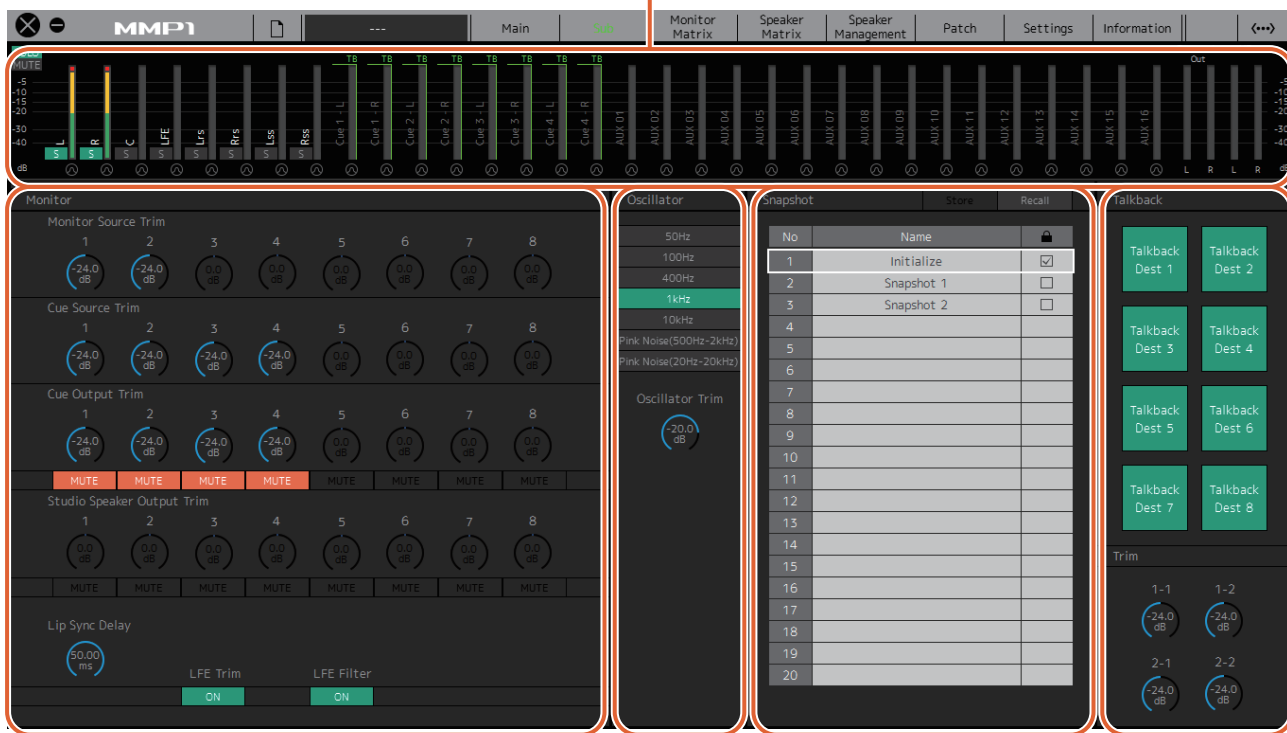 MMP1
---
Main
Monitor Matrix
Speaker Matrix
Speaker Management
Patch
Settings
Information
MUTE
TB TB TB TB TB TB TB TB
Out
-5
-10
-15
-20
-30
-40
dB
L R C LFE Lrs Rrs Lss Rss Cue 1 - L Cue 1 - R Cue 2 - L Cue 2 - R Cue 3 - L Cue 3 - R Cue 4 - L Cue 4 - R AUX 01 AUX 02 AUX 03 AUX 04 AUX 05 AUX 06 AUX 07 AUX 08 AUX 09 AUX 10 AUX 11 AUX 12 AUX 13 AUX 14 AUX 15 AUX 16
S S S S S S S S
L R L R
-5
-10
-15
-20
-30
-40
Monitor
Monitor Source Trim
1 2 3 4 5 6 7 8
-24.0 dB -24.0 dB 0.0 dB 0.0 dB 0.0 dB 0.0 dB 0.0 dB 0.0 dB
Cue Source Trim
1 2 3 4 5 6 7 8
-24.0 dB -24.0 dB -24.0 dB -24.0 dB 0.0 dB 0.0 dB 0.0 dB 0.0 dB
Cue Output Trim
1 2 3 4 5 6 7 8
-24.0 dB -24.0 dB -24.0 dB -24.0 dB 0.0 dB 0.0 dB 0.0 dB 0.0 dB
MUTE MUTE MUTE MUTE MUTE MUTE MUTE MUTE
Studio Speaker Output Trim
1 2 3 4 5 6 7 8
0.0 dB 0.0 dB 0.0 dB 0.0 dB 0.0 dB 0.0 dB 0.0 dB 0.0 dB
MUTE MUTE MUTE MUTE MUTE MUTE MUTE MUTE
Lip Sync Delay
50.00 ms
LFE Trim
ON
LFE Filter
ON
Oscillator
50Hz
100Hz
400Hz
1kHz
10kHz
Pink Noise(500Hz-2kHz)
Pink Noise(20Hz-20kHz)
Oscillator Trim
-20.0 dB
Snapshot
Store
Recall
No Name
1 Initialize
2 Snapshot 1
3 Snapshot 2
4
5
6
7
8
9
10
11
12
13
14
15
16
17
18
19
20
Talkback
Talkback Dest 1
Talkback Dest 2
Talkback Dest 3
Talkback Dest 4
Talkback Dest 5
Talkback Dest 6
Talkback Dest 7
Talkback Dest 8
Trim
1-1 1-2
-24.0 dB -24.0 dB
2-1 2-2
-24.0 dB -24.0 dB